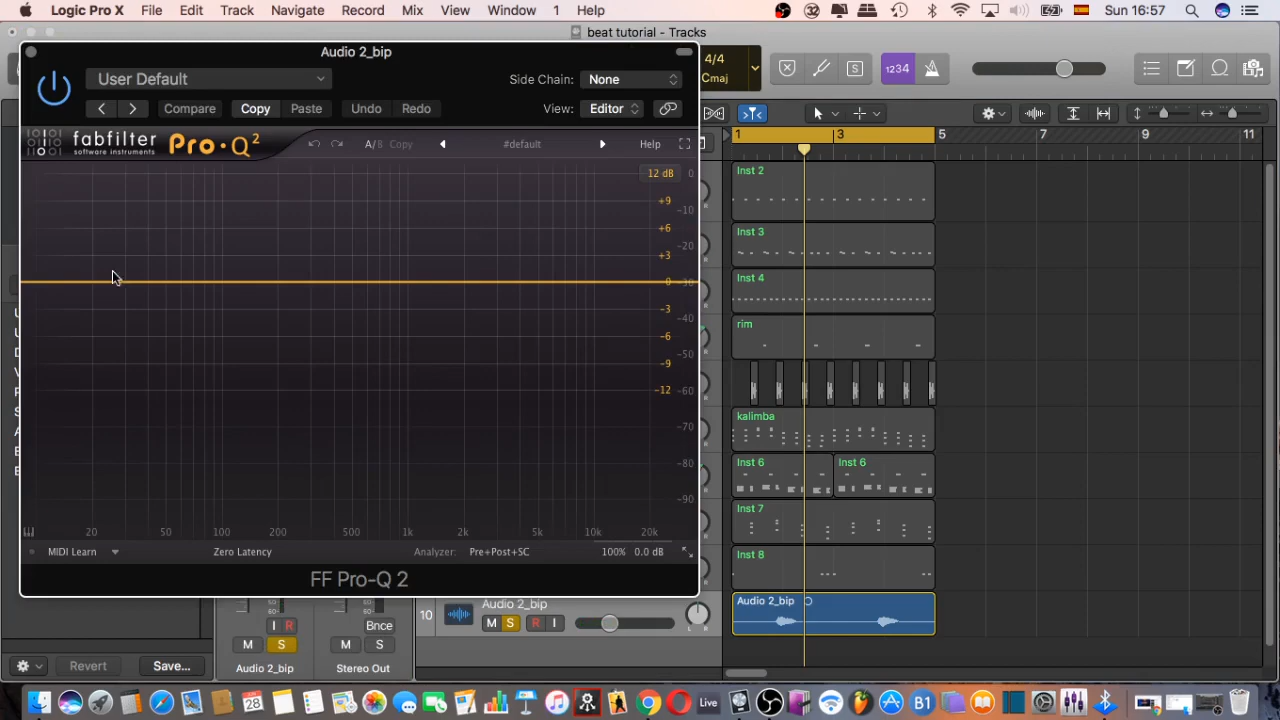 Logic Pro X File Edit Track Navigate Record Mix View Window 1 Help Sun 16:57
beat tutorial - Tracks
Audio 2_bip
User Default
Side Chain: None
4/4
Cmaj
S
1234
Compare Copy Paste Undo Redo
View: Editor
fabfilter
software instruments
Pro·Q²
A/B Copy
#default
Help
1 3 5 7 9 11
12 dB 0
+9
-10
+6
-20
+3
0 -30
-3
-40
-6
-50
-9
-12 -60
-70
-80
-90
20 50 100 200 500 1k 2k 5k 10k 20k
MIDI Learn
Zero Latency
Analyzer: Pre+Post+SC
100% 0.0 dB
FF Pro-Q 2
Inst 2
Inst 3
Inst 4
rim
kalimba
Inst 6 Inst 6
Inst 7
Inst 8
Audio 2_bip
10
Audio 2_bip
M S R I
L R
I R
Bnce
M S M S
Audio 2_bip
Stereo Out
Revert
Save...
28
Live
B1